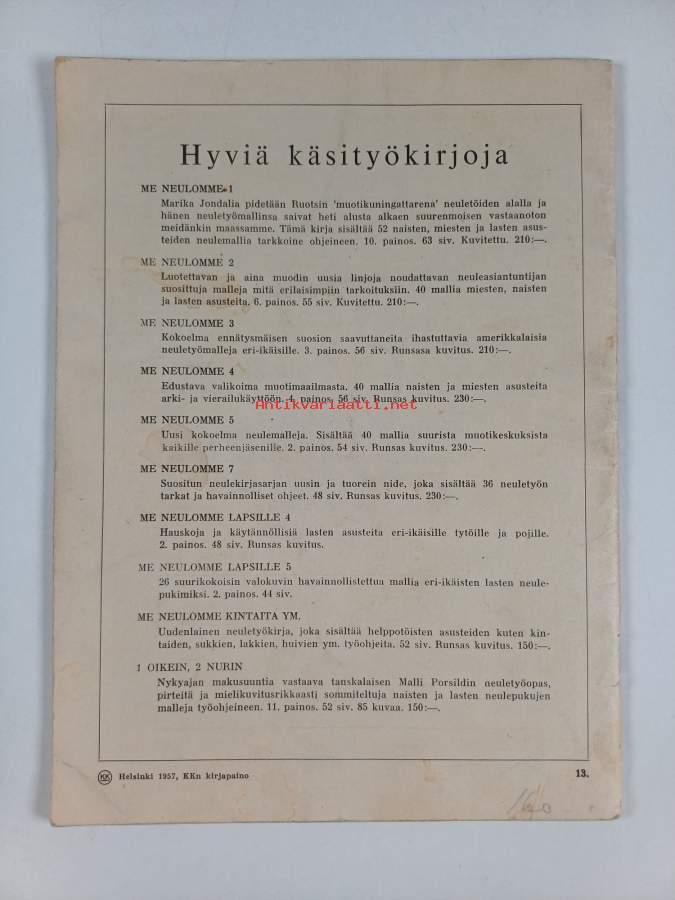 Hyviä käsityökirjoja
ME NEULOMME 1
Marika Jondalia pidetään Ruotsin 'muotikuningattarena' neuletöiden alalla ja
hänen neuletyömallinsa saivat heti alusta alkaen suurenmoisen vastaanoton
meidänkin maassamme. Tämä kirja sisältää 52 naisten, miesten ja lasten asus-
teiden neulemallia tarkkoine ohjeineen. 10. painos. 63 siv. Kuvitettu. 210:—.
ME NEULOMME 2
Luotettavan ja aina muodin uusia linjoja noudattavan neuleasiantuntijan
suosittuja malleja mitä erilaisimpiin tarkoituksiin. 40 mallia miesten, naisten
ja lasten asusteita. 6. painos. 55 siv. Kuvitettu. 210:—.
ME NEULOMME 3
Kokoelma ennätysmäisen suosion saavuttaneita ihastuttavia amerikkalaisia
neuletyömalleja eri-ikäisille. 3. painos. 56 siv. Runsasa kuvitus. 210:—.
ME NEULOMME 4
Edustava valikoima muotimaailmasta. 40 mallia naisten ja miesten asusteita
arki- ja vierailukäyttöön. 4. painos. 56 siv. Runsas kuvitus. 230:—.
Antikvariaatti.net
ME NEULOMME 5
Uusi kokoelma neulemalleja. Sisältää 40 mallia suurista muotikeskuksista
kaikille perheenjäsenille. 2. painos. 54 siv. Runsas kuvitus. 230:—.
ME NEULOMME 7
Suositun neulekirjasarjan uusin ja tuorein nide, joka sisältää 36 neuletyön
tarkat ja havainnolliset ohjeet. 48 siv. Runsas kuvitus. 230:—.
ME NEULOMME LAPSILLE 4
Hauskoja ja käytännöllisiä lasten asusteita eri-ikäisille tytöille ja pojille.
2. painos. 48 siv. Runsas kuvitus.
ME NEULOMME LAPSILLE 5
26 suurikokoisin valokuvin havainnollistettua mallia eri-ikäisten lasten neule-
pukimiksi. 2. painos. 44 siv.
ME NEULOMME KINTAITA YM.
Uudenlainen neuletyökirja, joka sisältää helppotöisten asusteiden kuten kin-
taiden, sukkien, lakkien, huivien ym. työohjeita. 52 siv. Runsas kuvitus. 150:—.
1 OIKEIN, 2 NURIN
Nykyajan makusuuntia vastaava tanskalaisen Malli Porsildin neuletyöopas,
pirteitä ja mielikuvitusrikkaasti sommiteltuja naisten ja lasten neulepukujen
malleja työohjeineen. 11. painos. 52 siv. 85 kuvaa. 150:—.
KK Helsinki 1957, KKn kirjapaino
13.